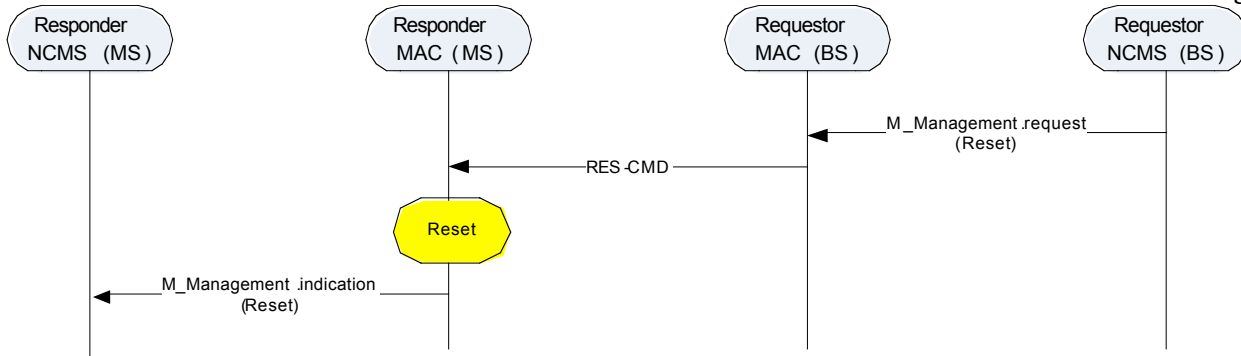 Responder
NCMS (MS)
Responder
MAC (MS)
Requestor
MAC (BS)
Requestor
NCMS (BS)
M_Management.request
(Reset)
RES-CMD
Reset
M_Management.indication
(Reset)